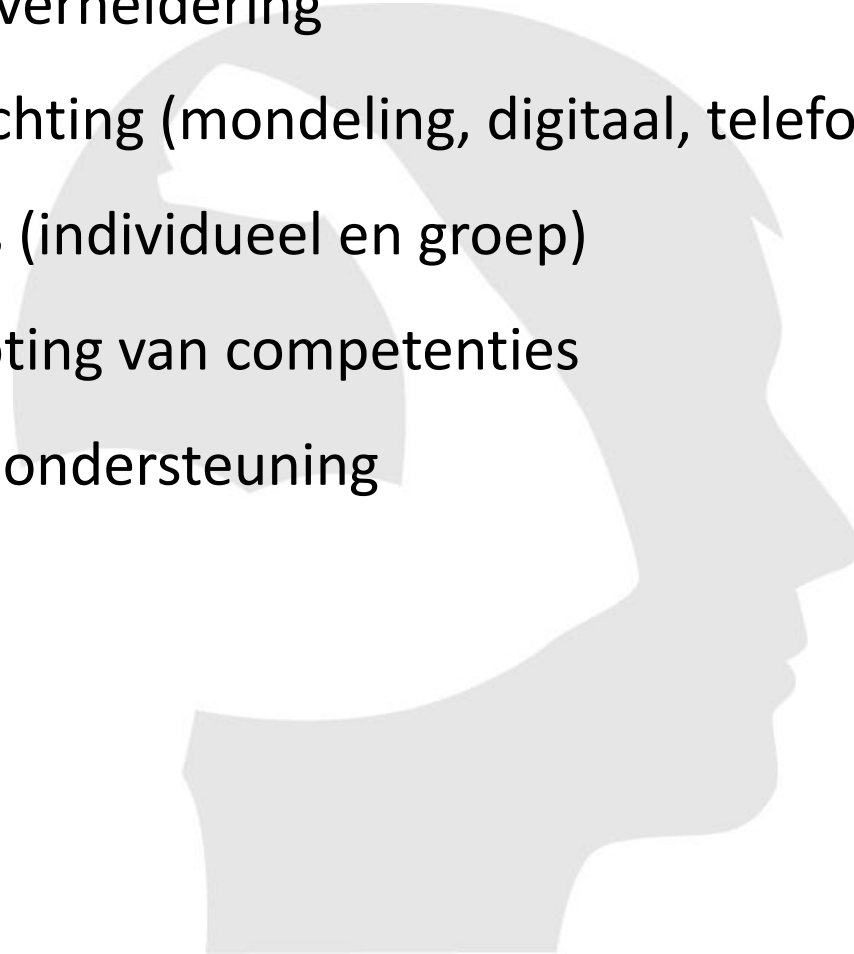 verheldering
chting (mondeling, digitaal, telefo
(individueel en groep)
ting van competenties
ondersteuning